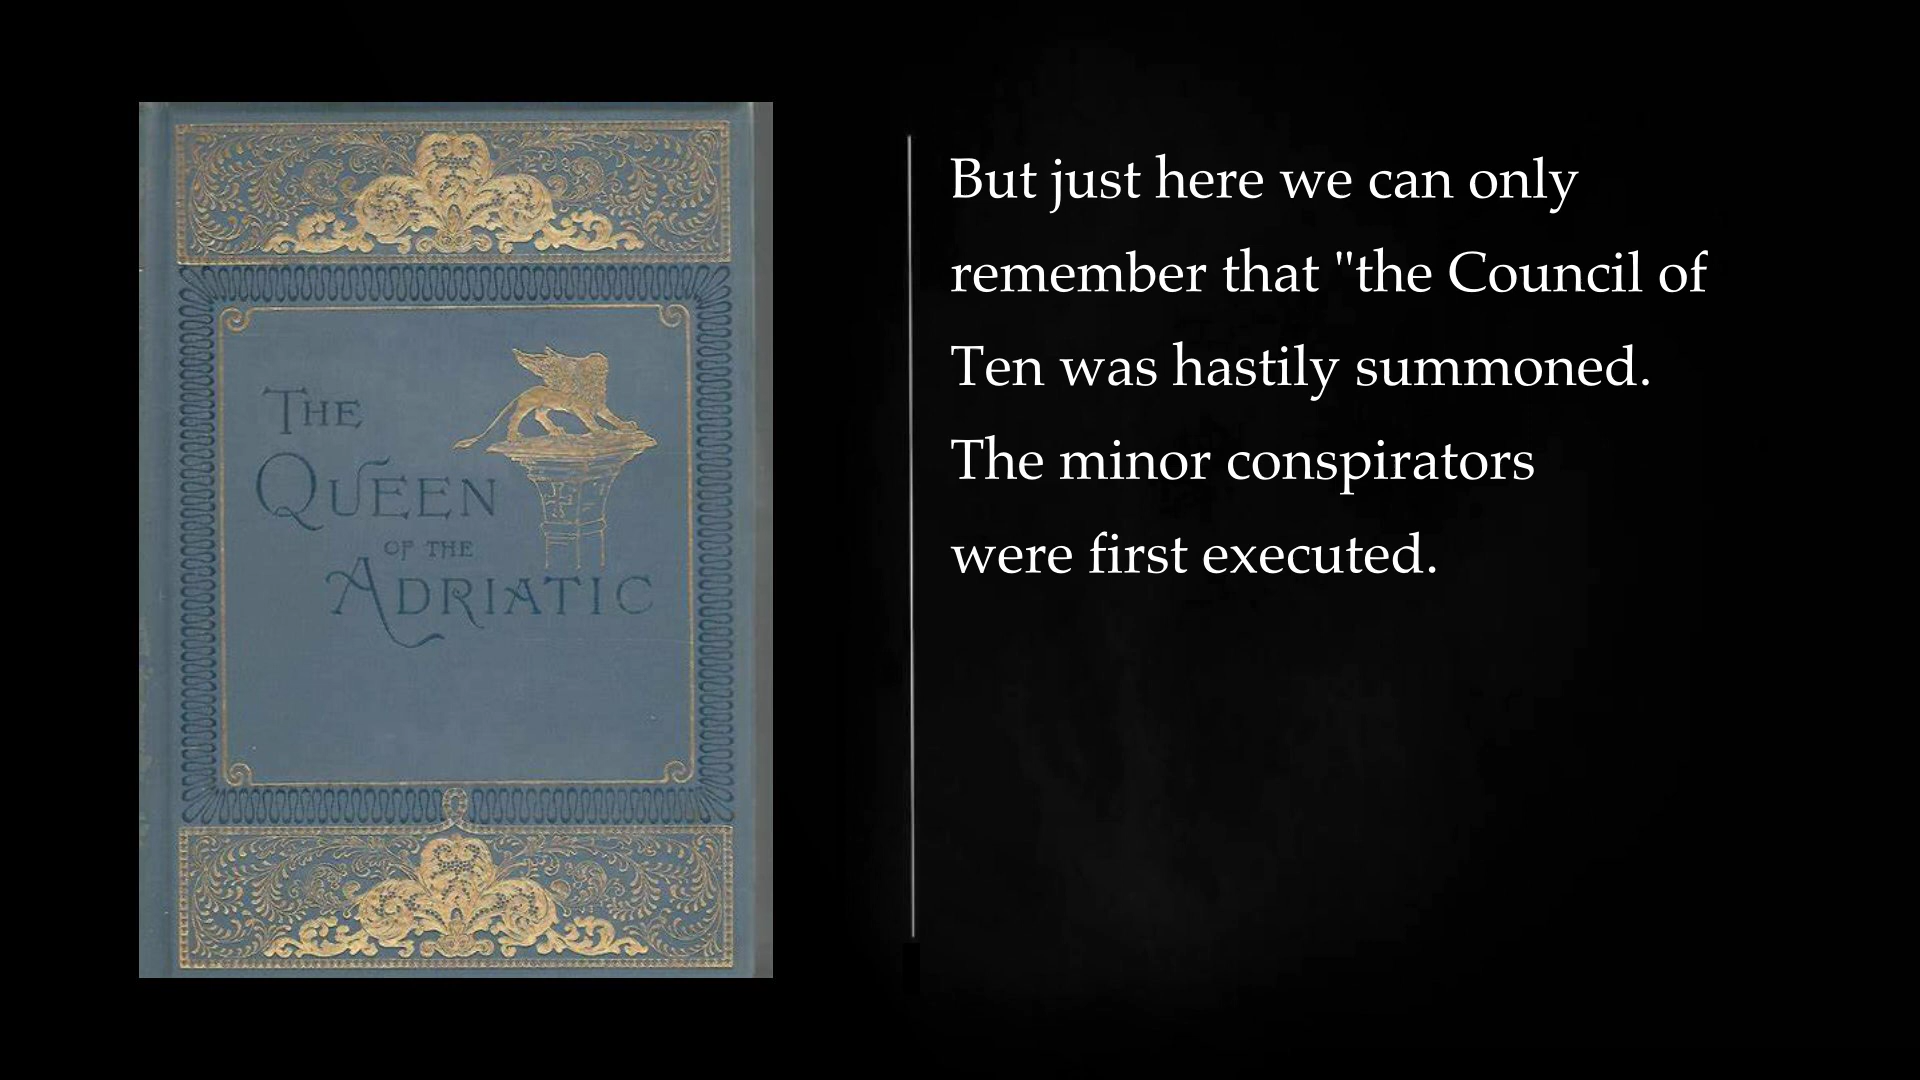 The
Queen
of the
Adriatic
But just here we can only
remember that "the Council of
Ten was hastily summoned.
The minor conspirators
were first executed.